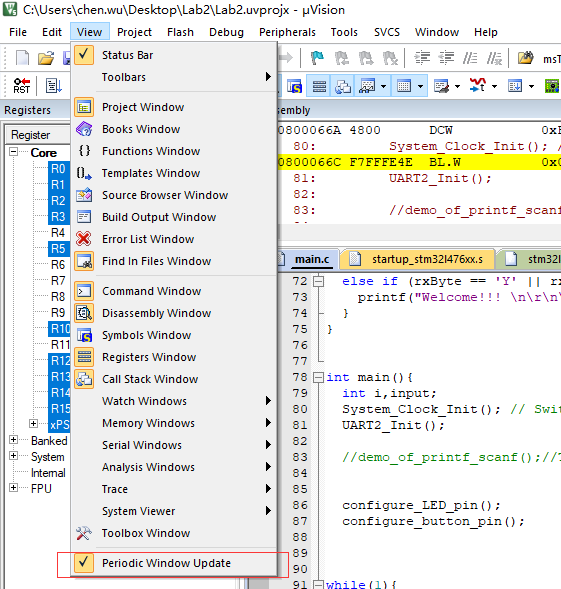 C:\Users\chen.wu\Desktop\Lab2\Lab2.uvprojx - µVision
File Edit View Project Flash Debug Peripherals Tools SVCS Window Help
Status Bar
Toolbars
Project Window
Books Window
Functions Window
Templates Window
Source Browser Window
Build Output Window
Error List Window
Find In Files Window
Command Window
Disassembly Window
Symbols Window
Registers Window
Call Stack Window
Watch Windows
Memory Windows
Serial Windows
Analysis Windows
Trace
System Viewer
Toolbox Window
Periodic Window Update
RST
Registers
Register
Core
R0
R1
R2
R3
R4
R5
R6
R7
R8
R9
R10
R11
R12
R13
R14
R15
xPS
Banked
System
Internal
FPU
msT
sembly
0800066A 4800 DCW 0x
80: System_Clock_Init(); /
0800066C F7FFFE4E BL.W 0x0
81: UART2_Init();
82:
83: //demo_of_printf_scanf
main.c startup_stm32l476xx.s stm32l
72 else if (rxByte == 'Y' || rx
73 printf("Welcome!!! \n\r\n\
74 }
75 }
76
77
78 int main(){
79 int i,input;
80 System_Clock_Init(); // Swit
81 UART2_Init();
82
83 //demo_of_printf_scanf();//T
84
85
86 configure_LED_pin();
87 configure_button_pin();
88
89
90
91 while(1){